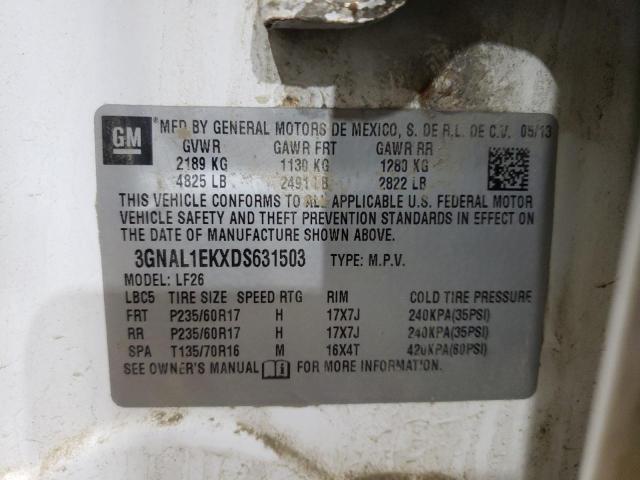 GM ®MFD BY GENERAL MOTORS DE MEXICO, S. DE R.L. DE C.V. 05/13
GVWR GAWR FRT GAWR RR
2189 KG 1130 KG 1280 KG
4825 LB 2491 LB 2822 LB
THIS VEHICLE CONFORMS TO ALL APPLICABLE U.S. FEDERAL MOTOR
VEHICLE SAFETY AND THEFT PREVENTION STANDARDS IN EFFECT ON
THE DATE OF MANUFACTURE SHOWN ABOVE.
3GNAL1EKXDS631503 TYPE: M.P.V.
MODEL: LF26
LBC5 TIRE SIZE SPEED RTG RIM COLD TIRE PRESSURE
FRT P235/60R17 H 17X7J 240KPA(35PSI)
RR P235/60R17 H 17X7J 240KPA(35PSI)
SPA T135/70R16 M 16X4T 420KPA(60PSI)
SEE OWNER'S MANUAL FOR MORE INFORMATION.